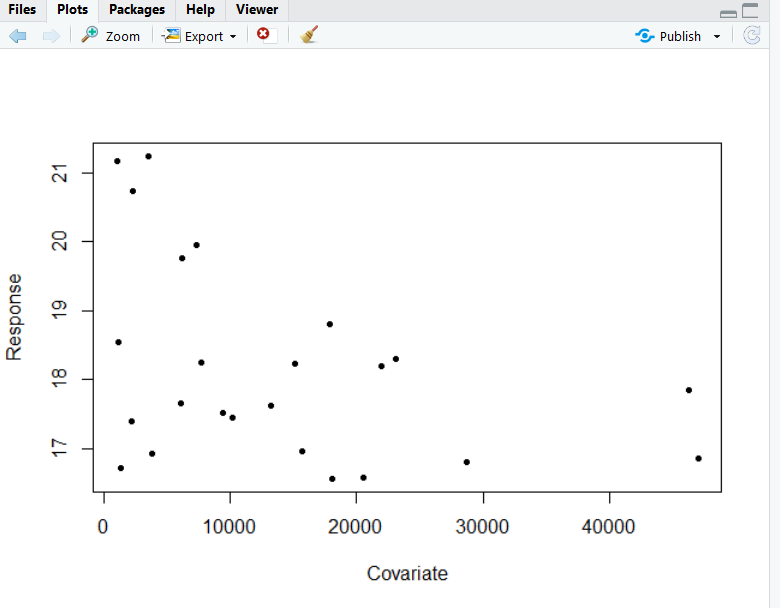 Files Plots Packages Help Viewer
Zoom Export Publish
21
20
19
18
17
Response
0 10000 20000 30000 40000
Covariate